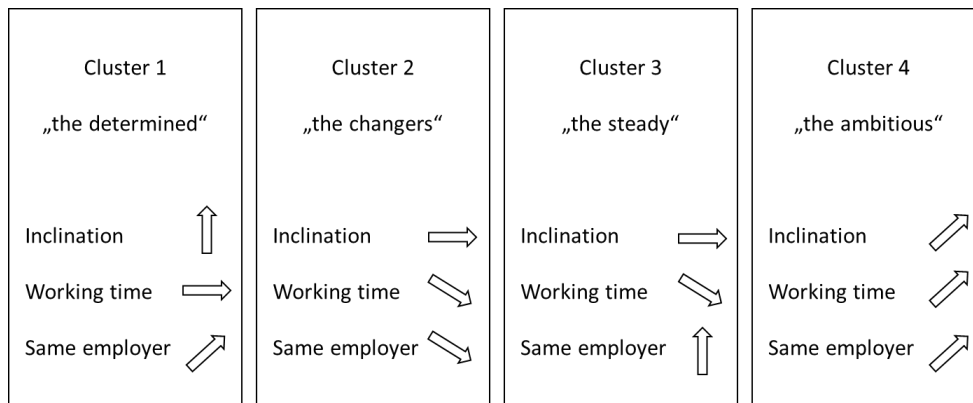 Cluster 1
„the determined“
Inclination
Working time
Same employer
Cluster 2
„the changers“
Inclination
Working time
Same employer
Cluster 3
„the steady“
Inclination
Working time
Same employer
Cluster 4
„the ambitious“
Inclination
Working time
Same employer